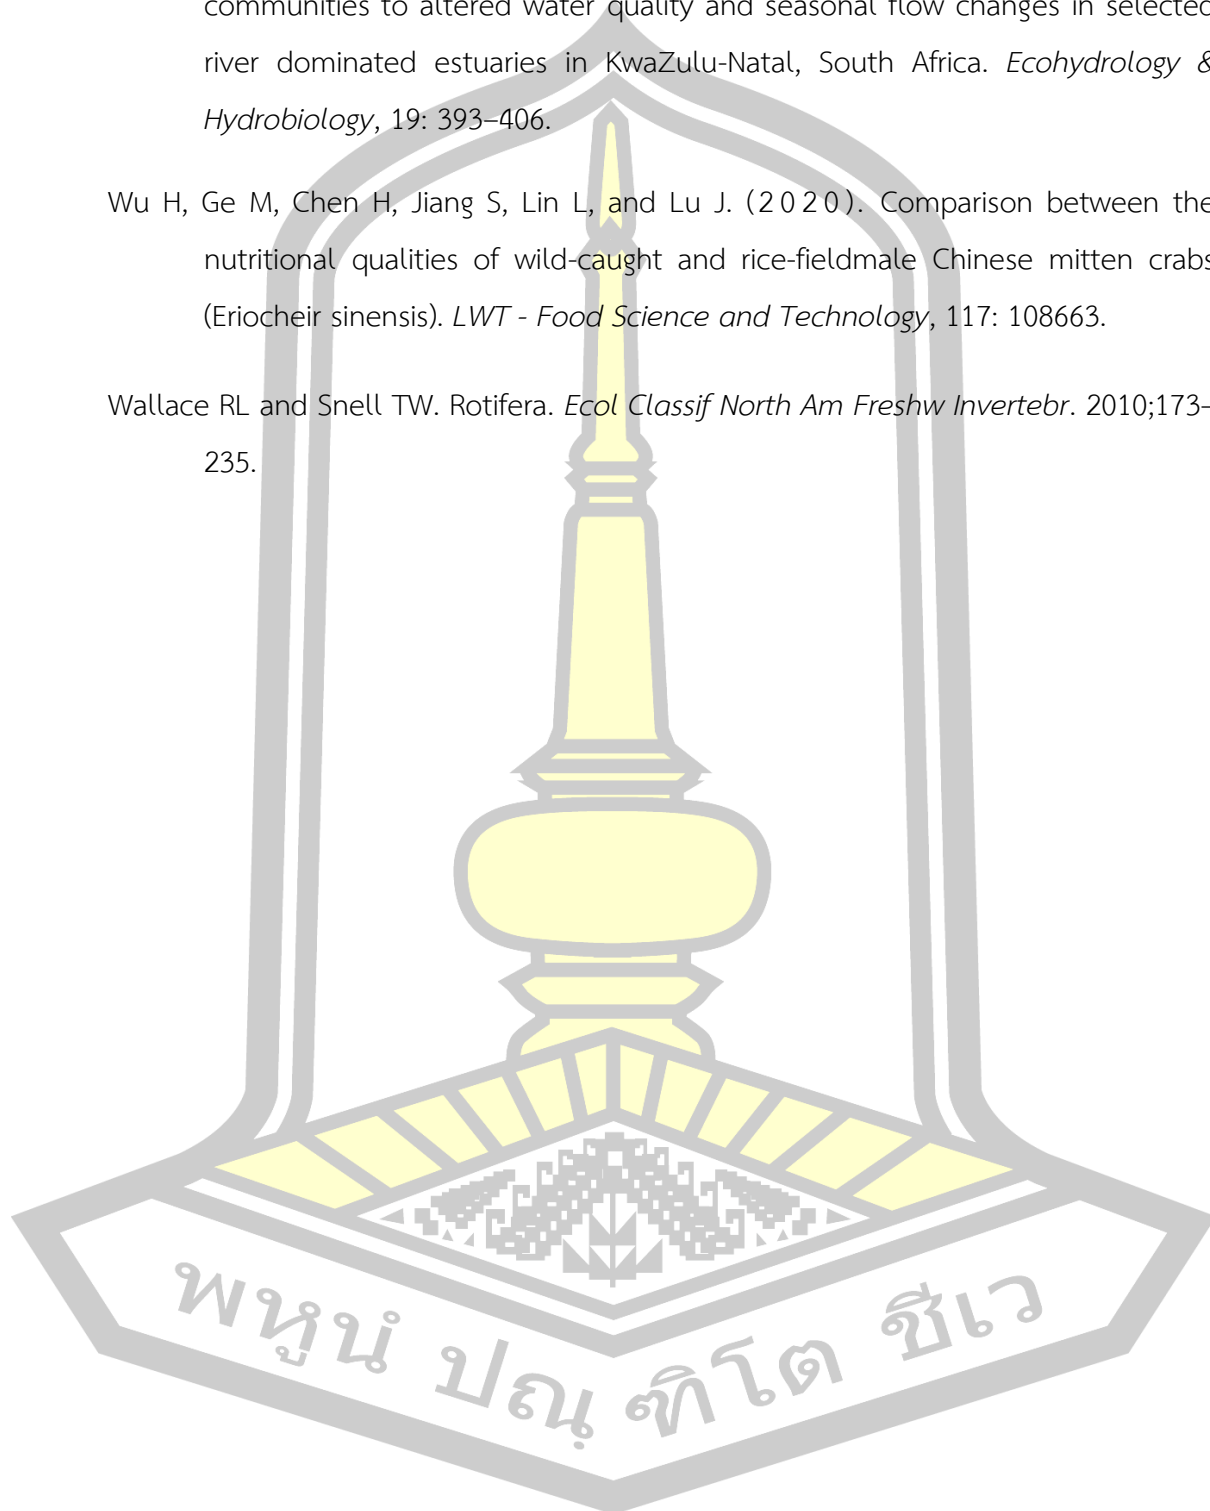 communities to altered water quality and seasonal flow changes in selected
river dominated estuaries in KwaZulu-Natal, South Africa. Ecohydrology &
Hydrobiology, 19: 393–406.
Wu H, Ge M, Chen H, Jiang S, Lin L, and Lu J. (2020). Comparison between the
nutritional qualities of wild-caught and rice-fieldmale Chinese mitten crabs
(Eriocheir sinensis). LWT - Food Science and Technology, 117: 108663.
Wallace RL and Snell TW. Rotifera. Ecol Classif North Am Freshw Invertebr. 2010;173–
235.
พหูนํ ปณฺฑิโต ชีเว